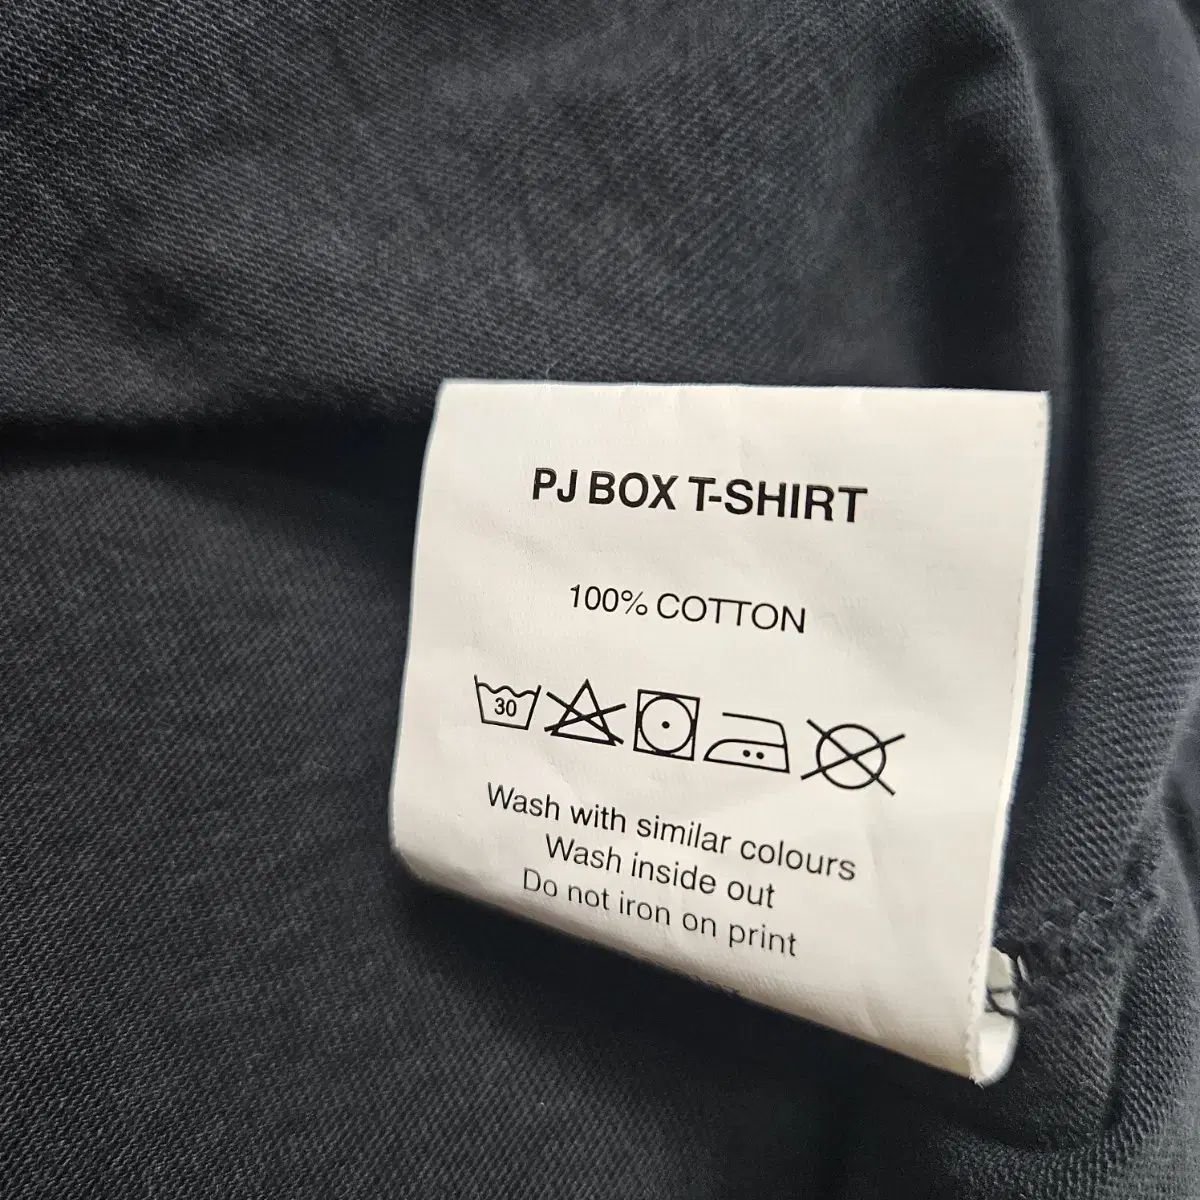 PJ BOX T-SHIRT
100% COTTON
30
Wash with similar colours
Wash inside out
Do not iron on print